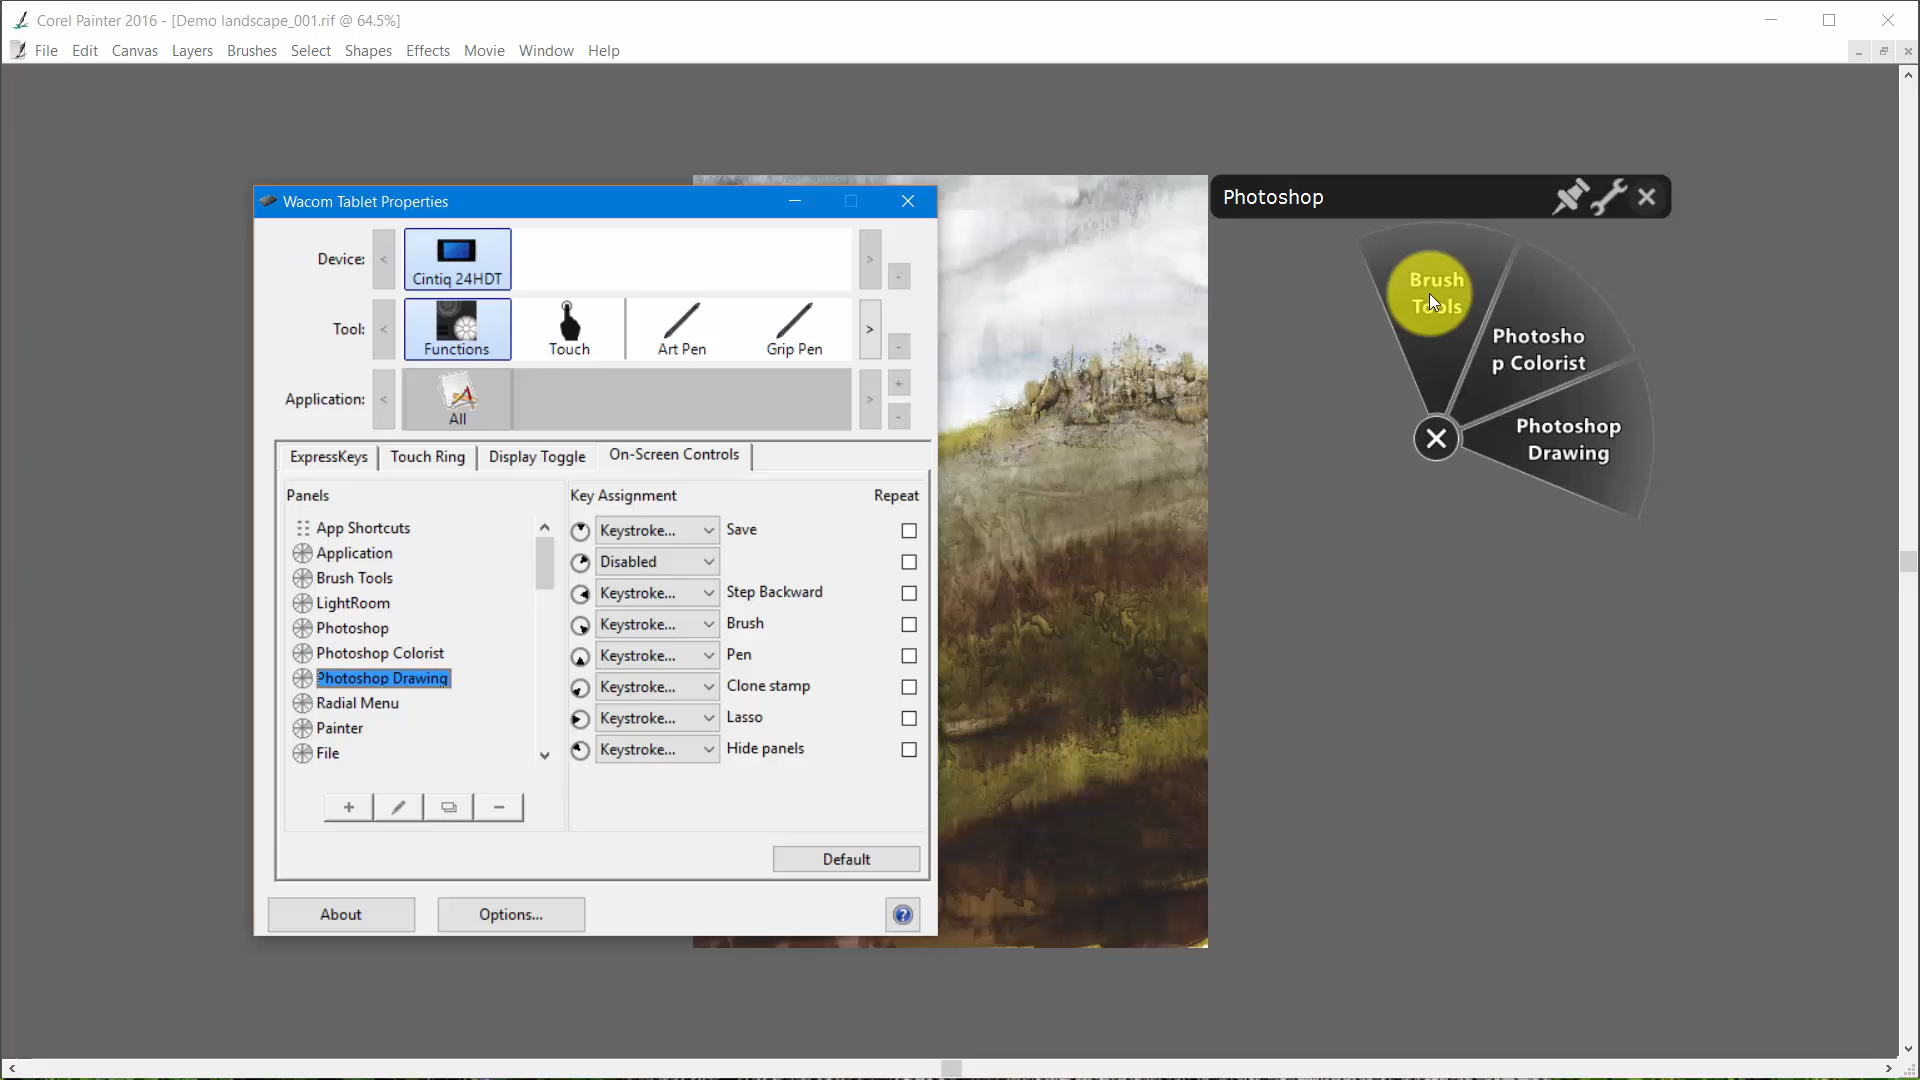 Corel Painter 2016 - [Demo landscape_001.rif @ 64.5%]
File Edit Canvas Layers Brushes Select Shapes Effects Movie Window Help
Wacom Tablet Properties
Device:
Cintiq 24HDT
Tool:
Functions
Touch
Art Pen
Grip Pen
Application:
All
ExpressKeys
Touch Ring
Display Toggle
On-Screen Controls
Panels
App Shortcuts
Application
Brush Tools
LightRoom
Photoshop
Photoshop Colorist
Photoshop Drawing
Radial Menu
Painter
File
Key Assignment
Repeat
Keystroke... Save
Disabled
Keystroke... Step Backward
Keystroke... Brush
Keystroke... Pen
Keystroke... Clone stamp
Keystroke... Lasso
Keystroke... Hide panels
Default
About
Options...
Photoshop
Brush
Tools
Photosho
p Colorist
Photoshop
Drawing